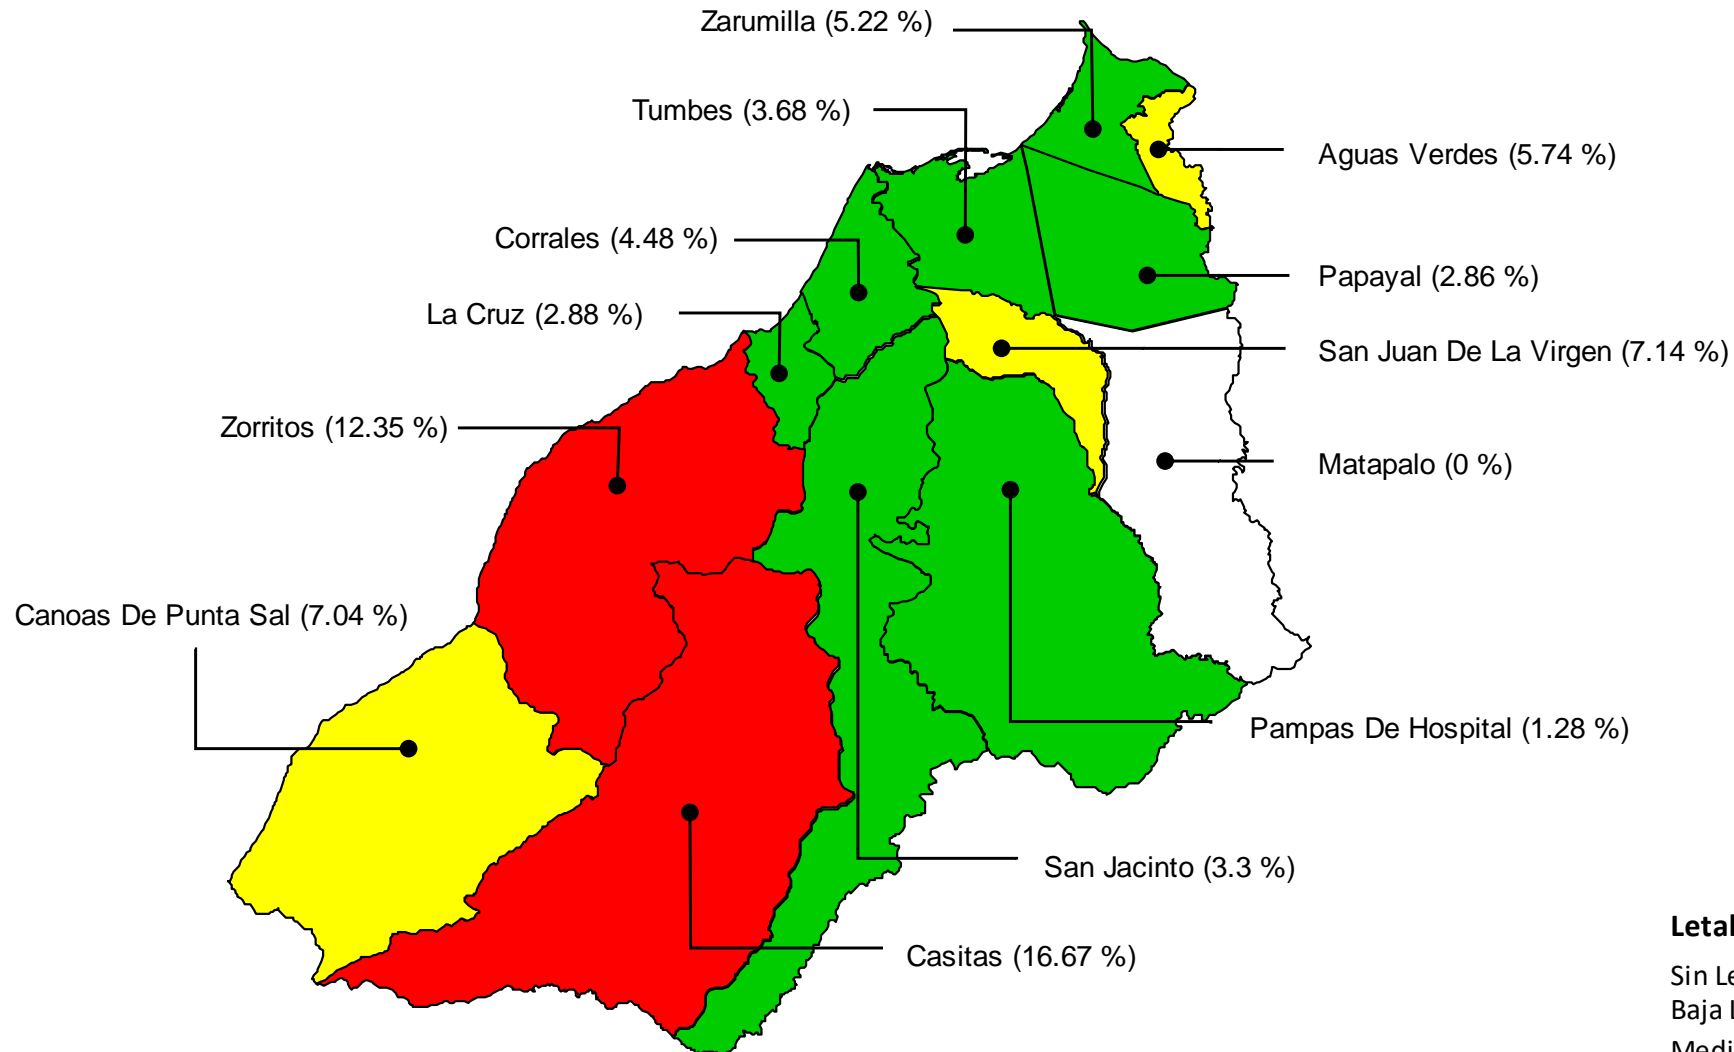 Zarumilla (5.22 %)
Tumbes (3.68 %)
Aguas Verdes (5.74 %)
Corrales (4.48 %)
Papayal (2.86 %)
La Cruz (2.88 %)
San Juan De La Virgen (7.14 %)
Zorritos (12.35 %)
Matapalo (0 %)
Canoas De Punta Sal (7.04 %)
Pampas De Hospital (1.28 %)
San Jacinto (3.3 %)
Casitas (16.67 %)
Sin
Baja